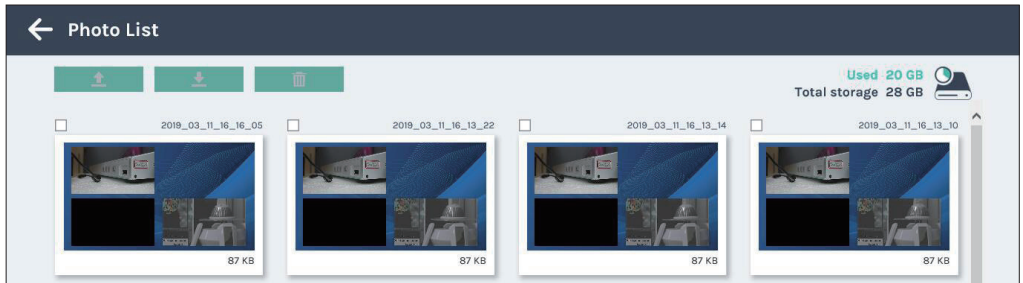 Photo List
Used 20 GB
Total storage 28 GB
2019_03_11_16_16_05
2019_03_11_16_13_22
2019_03_11_16_13_14
2019_03_11_16_13_10
87 KB
87 KB
87 KB
87 KB